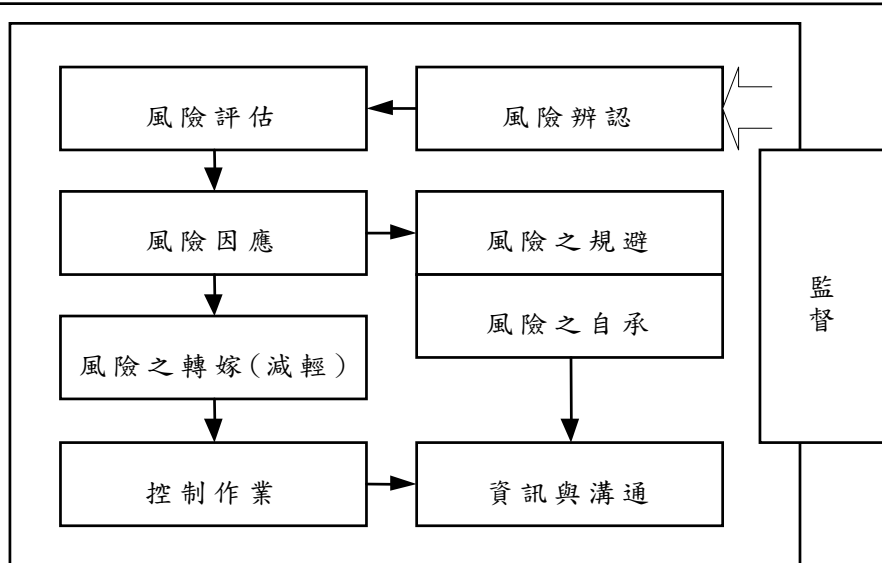 風險評估
風險辨認
風險因應
風險之規避
風險之自承
風險之轉嫁(減輕)
控制作業
資訊與溝通
監
督